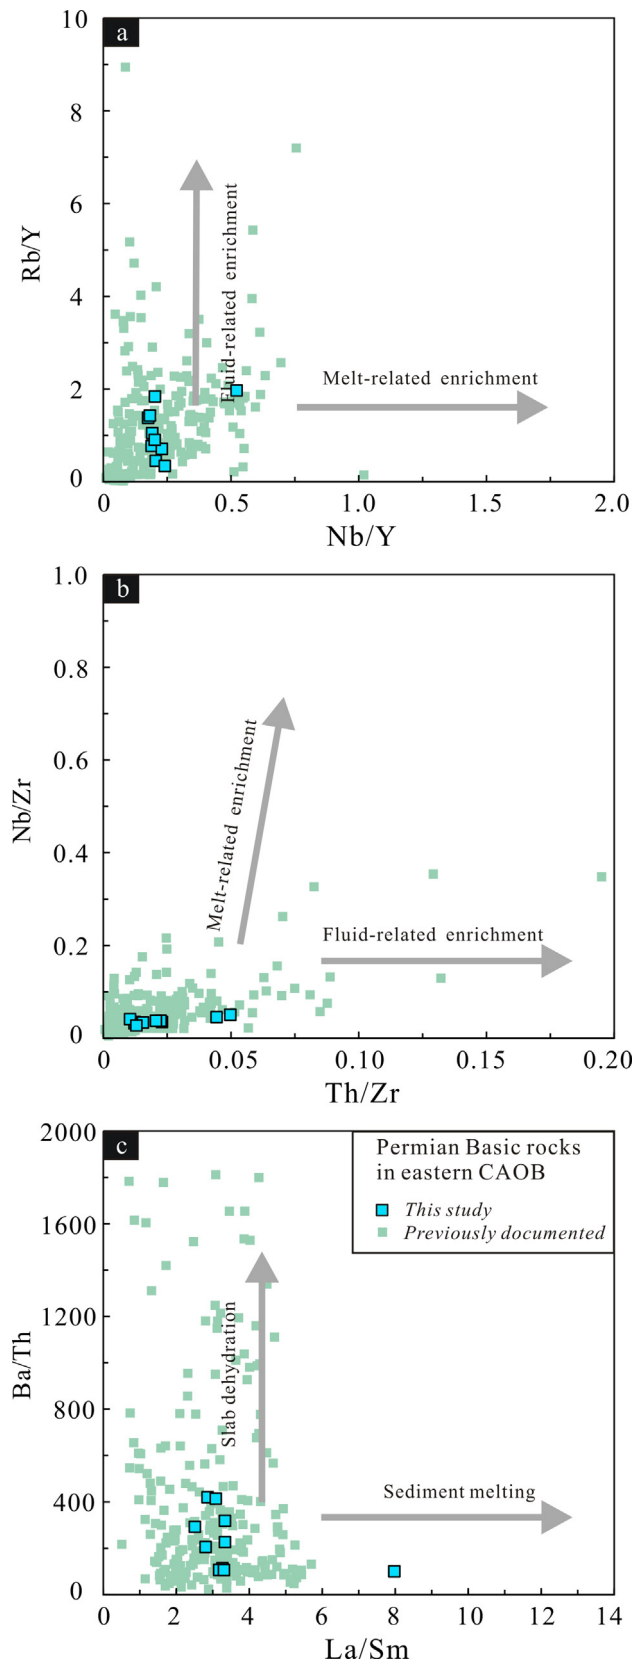 a
10
8
6
4
2
0
Rb/Y
Fluid-related enrichment
Melt-related enrichment
0
0.5
1.0
1.5
2.0
Nb/Y
b
1.0
0.8
0.6
0.4
0.2
0
Nb/Zr
Melt-related enrichment
Fluid-related enrichment
0
0.05
0.10
0.15
0.20
Th/Zr
c
2000
1600
1200
800
400
0
Ba/Th
Permian Basic rocks
in eastern CAOB
This study
Previously documented
Slab dehydration
Sediment melting
0
2
4
6
8
10
12
14
La/Sm